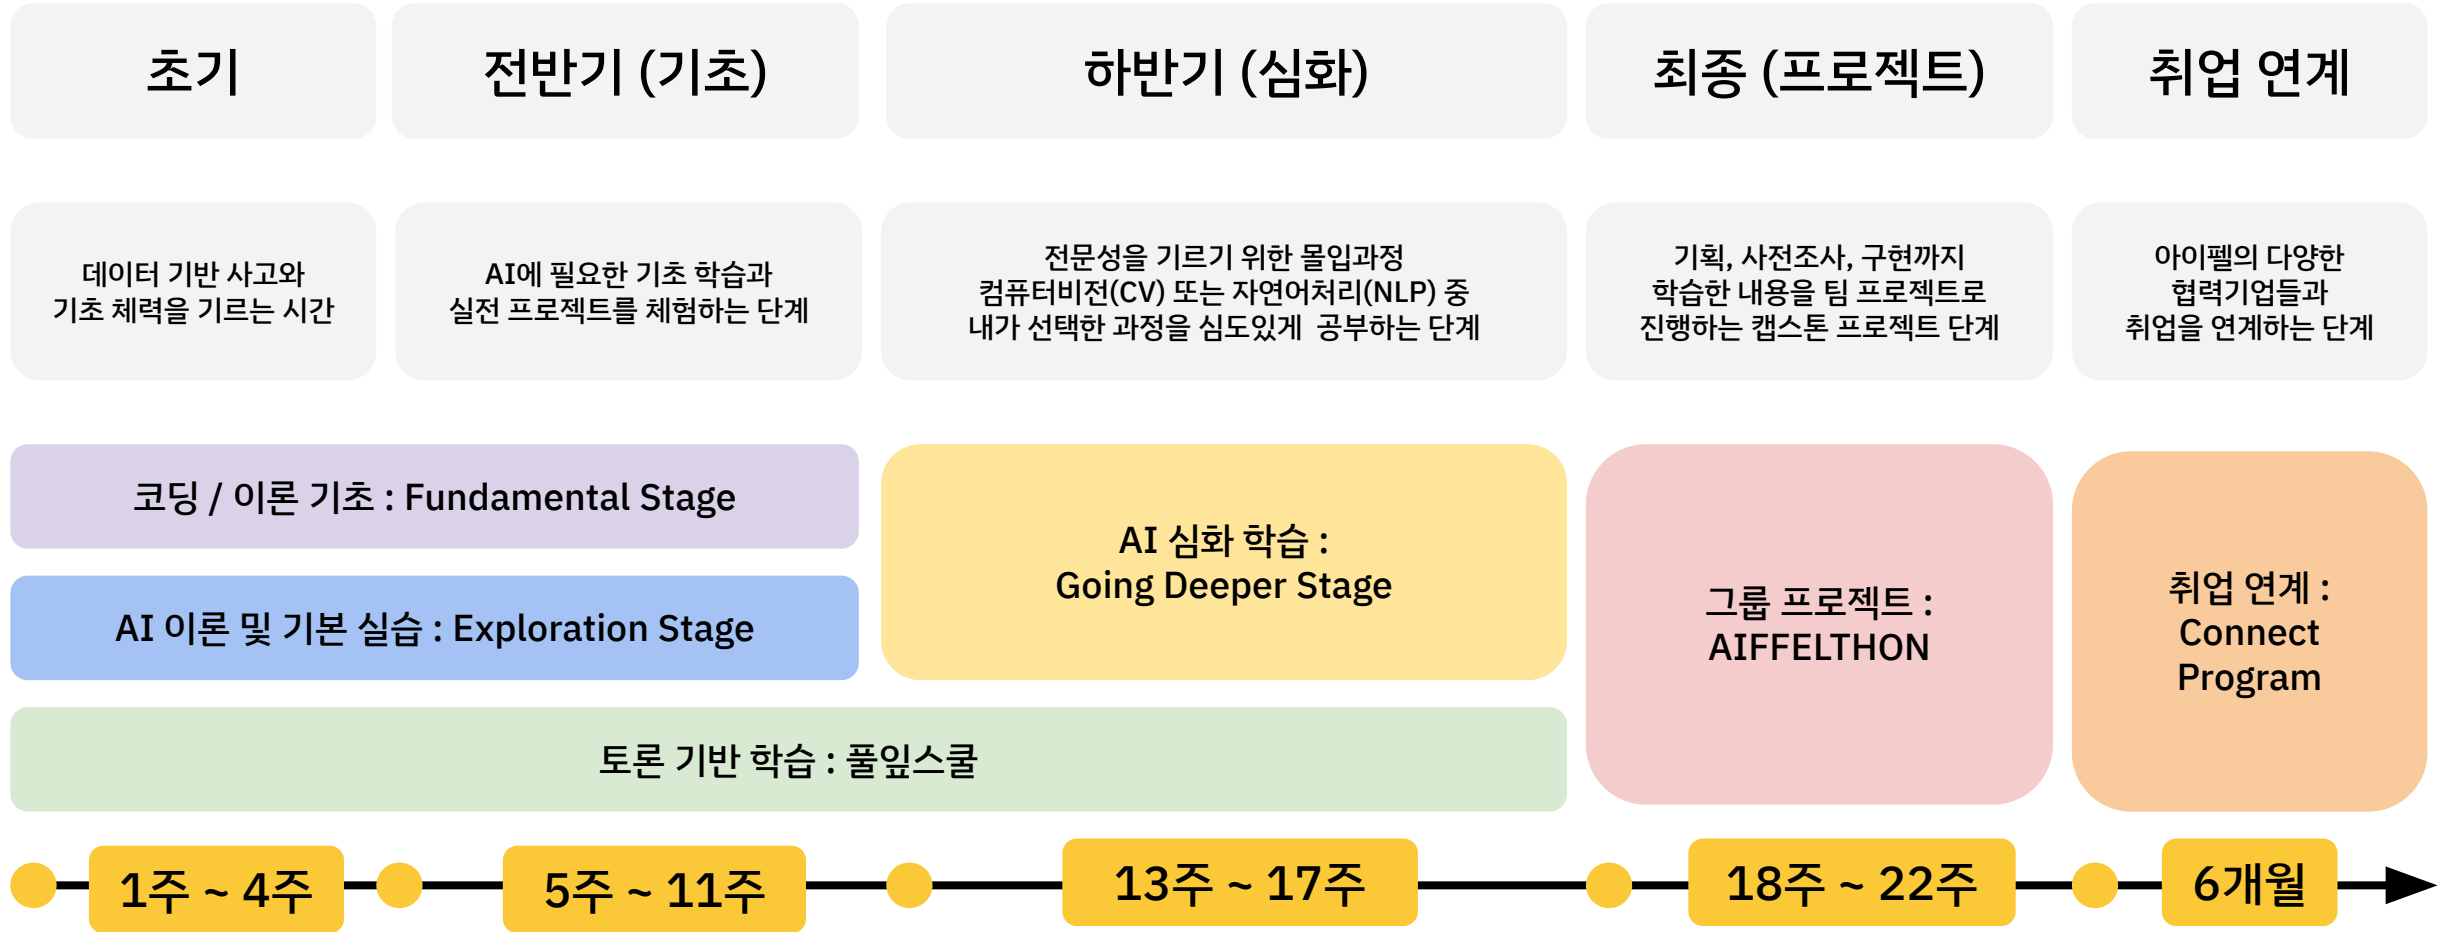 초기
전반기 (기초)
하반기 (심화)
최종 (프로젝트)
취업 연계
데이터 기반 사고와
기초 체력을 기르는 시간
AI에 필요한 기초 학습과
실전 프로젝트를 체험하는 단계
전문성을 기르기 위한 몰입과정
컴퓨터비전(CV) 또는 자연어처리(NLP) 중
내가 선택한 과정을 심도있게 공부하는 단계
기획, 사전조사, 구현까지
학습한 내용을 팀 프로젝트로
진행하는 캡스톤 프로젝트 단계
아이펠의 다양한
협력기업들과
취업을 연계하는 단계
코딩 / 이론 기초 : Fundamental Stage
AI 이론 및 기본 실습 : Exploration Stage
AI 심화 학습 :
Going Deeper Stage
토론 기반 학습 : 풀잎스쿨
그룹 프로젝트 :
AIFFELTHON
취업 연계 :
Connect
Program
1주 ~ 4주
5주 ~ 11주
13주 ~ 17주
18주 ~ 22주
6개월